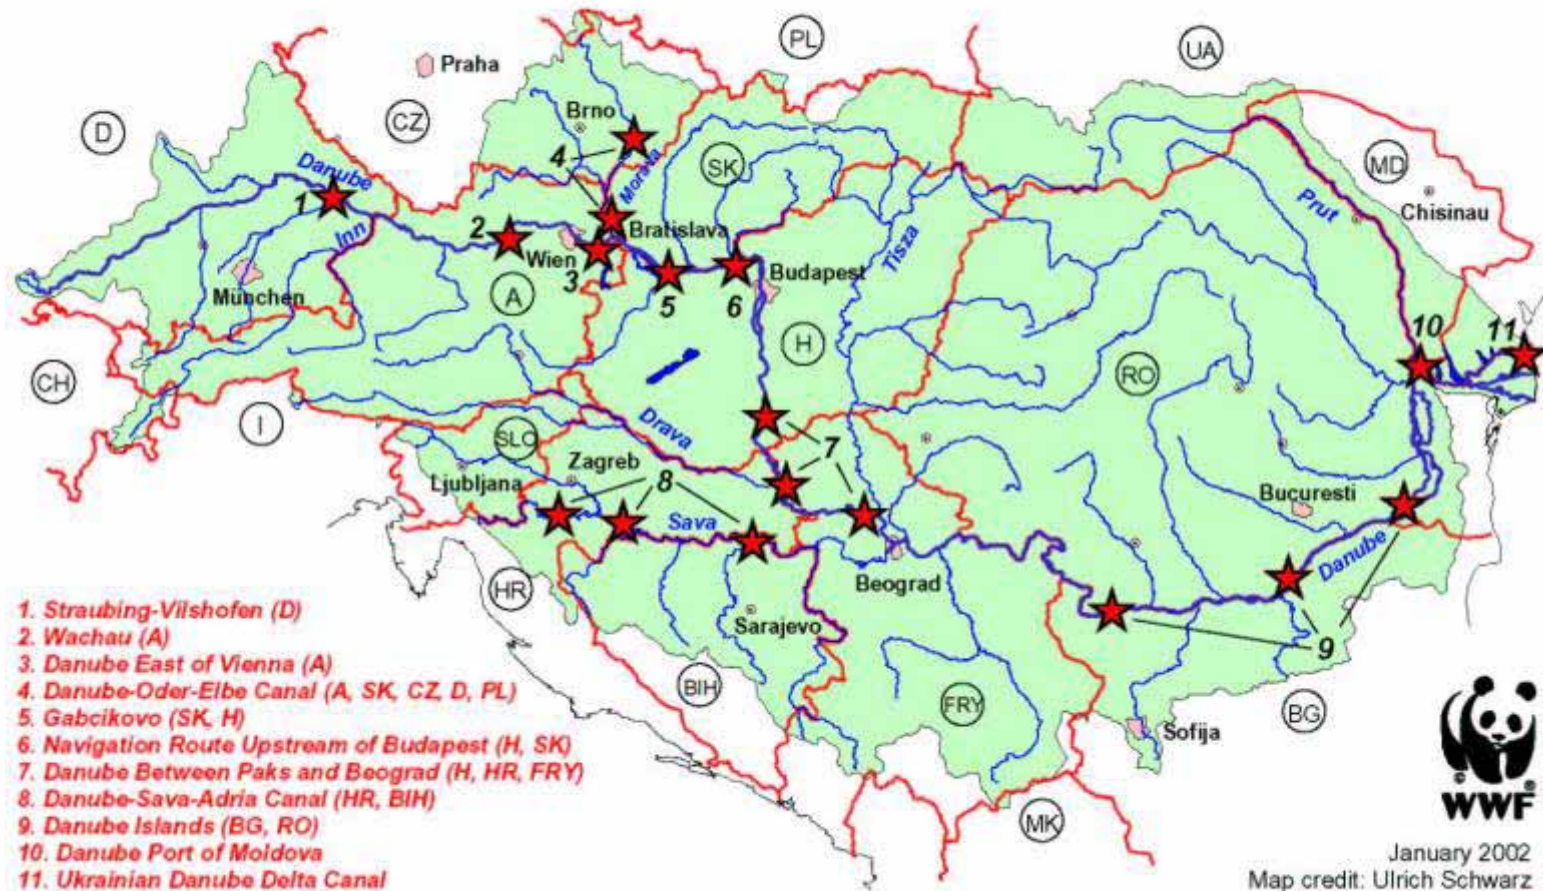 PL
UA
Praha
CZ
D
Brno
4
SK
MD
Danube
Morava
Chisinau
1
Inn
2
Bratislava
Tisza
Prut
Wien
3
Budapest
München
A
5
6
H
10
11
CH
RO
I
Drava
SLO
Zagreb
7
Ljubljana
8
Bucuresti
Sava
Danube
Beograd
HR
Sarajevo
9
BIH
FRY
BG
Sofija
MK
1. Straubing-Vilshofen (D)
2. Wachau (A)
3. Danube East of Vienna (A)
4. Danube-Oder-Elbe Canal (A, SK, CZ, D, PL)
5. Gabcikovo (SK, H)
6. Navigation Route Upstream of Budapest (H, SK)
7. Danube Between Paks and Beograd (H, HR, FRY)
8. Danube-Sava-Adria Canal (HR, BIH)
9. Danube Islands (BG, RO)
10. Danube Port of Moldova
11. Ukrainian Danube Delta Canal
© ®
WWF
January 2002
Map credit: Ulrich Schwarz